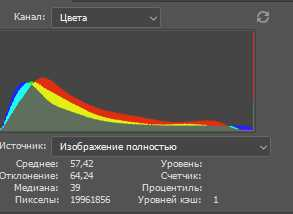 Канал: Цвета
Источник: Изображение полностью
Среднее: 57,42 Уровень:
Отклонение: 64,24 Счетчик:
Медиана: 39 Процентиль:
Пикселы: 19961856 Уровней кэш: 1